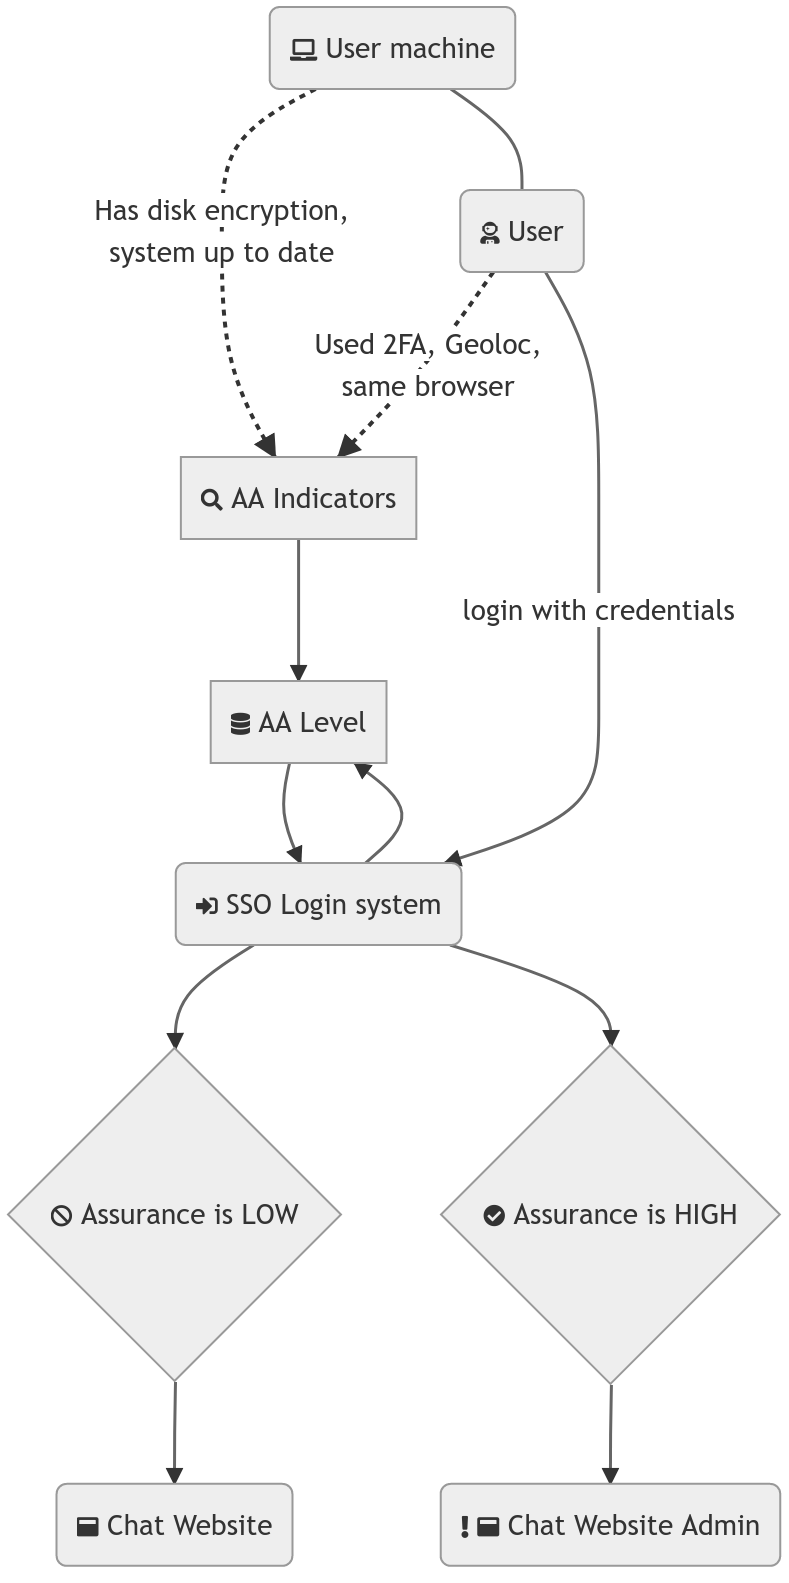 User machine
Has disk encryption,
system up to date
User
Used 2FA, Geoloc,
same browser
AA Indicators
login with credentials
AA Level
SSO Login system
Assurance is LOW
Assurance is HIGH
Chat Website
Chat Website Admin